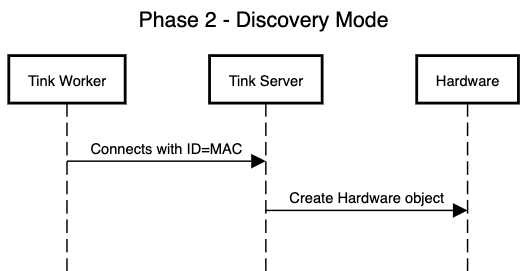 Phase 2 - Discovery Mode
Tink Worker
Tink Server
Hardware
Connects with ID=MAC
Create Hardware object